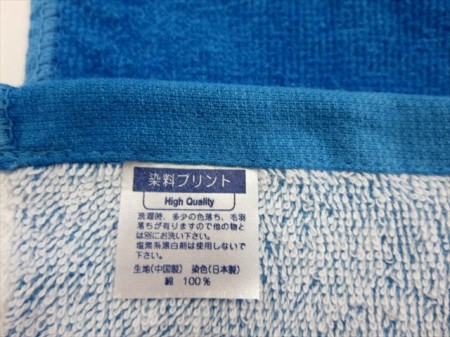 染料プリント
High Quality
洗濯時、多少の色落ち、毛羽
落ちが有りますので他の物と
は別にお洗い下さい。
塩素系漂白剤は使用しないで
下さい。
生地(中国製) 染色(日本製)
綿 100%